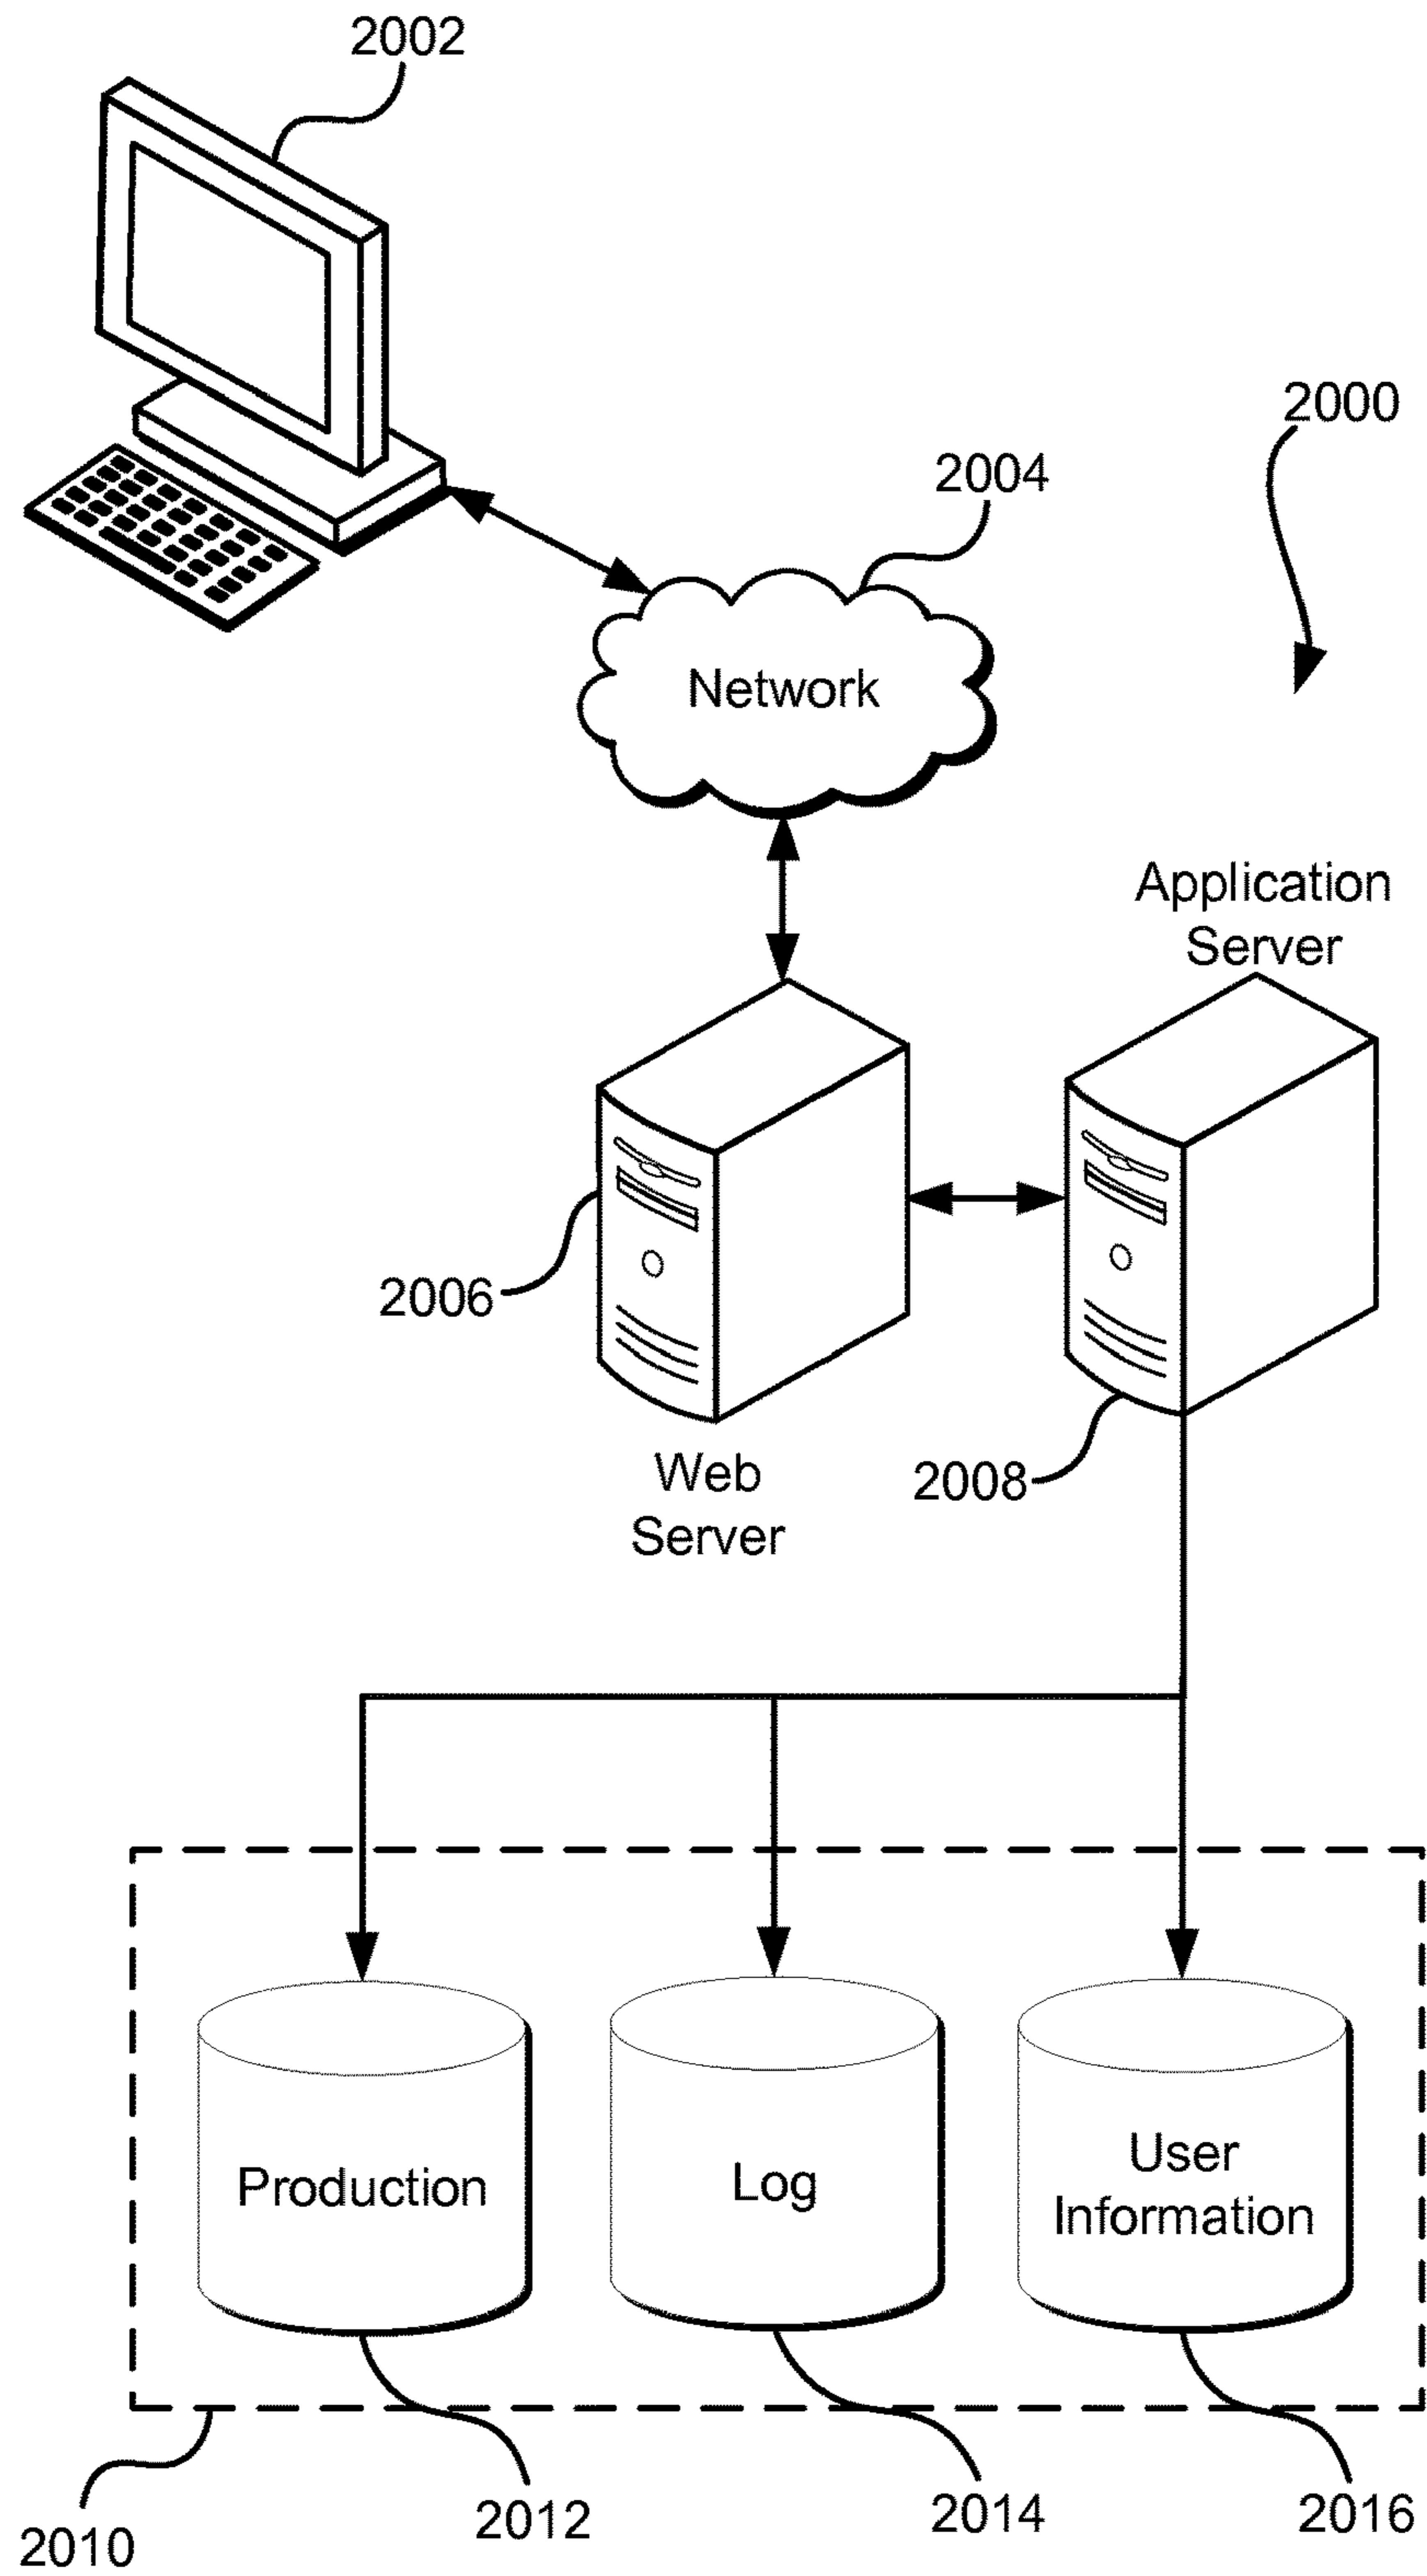 2002
2000
2004
Network
Application
Server
2006
Web
Server
2008
Production
Log
User
Information
2010
2012
2014
2016